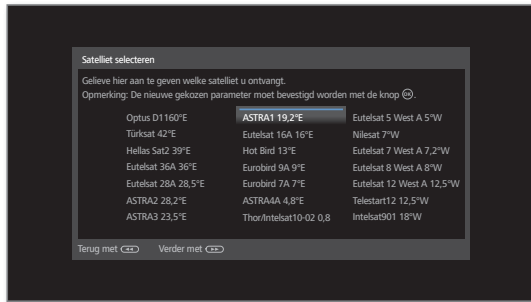 Satelliet selecteren
Gelieve hier aan te geven welke satelliet u ontvangt.
Opmerking: De nieuwe gekozen parameter moet bevestigd worden met de knop OK.
Optus D1160°E
Türksat 42°E
Hellas Sat2 39°E
Eutelsat 36A 36°E
Eutelsat 28A 28,5°E
ASTRA2 28,2°E
ASTRA3 23,5°E
ASTRA1 19,2°E
Eutelsat 16A 16°E
Hot Bird 13°E
Eurobird 9A 9°E
Eurobird 7A 7°E
ASTRA4A 4,8°E
Thor/Intelsat10-02 0,8
Eutelsat 5 West A 5°W
Nilesat 7°W
Eutelsat 7 West A 7,2°W
Eutelsat 8 West A 8°W
Eutelsat 12 West A 12,5°W
Telestart12 12,5°W
Intelsat901 18°W
Terug met Verder met